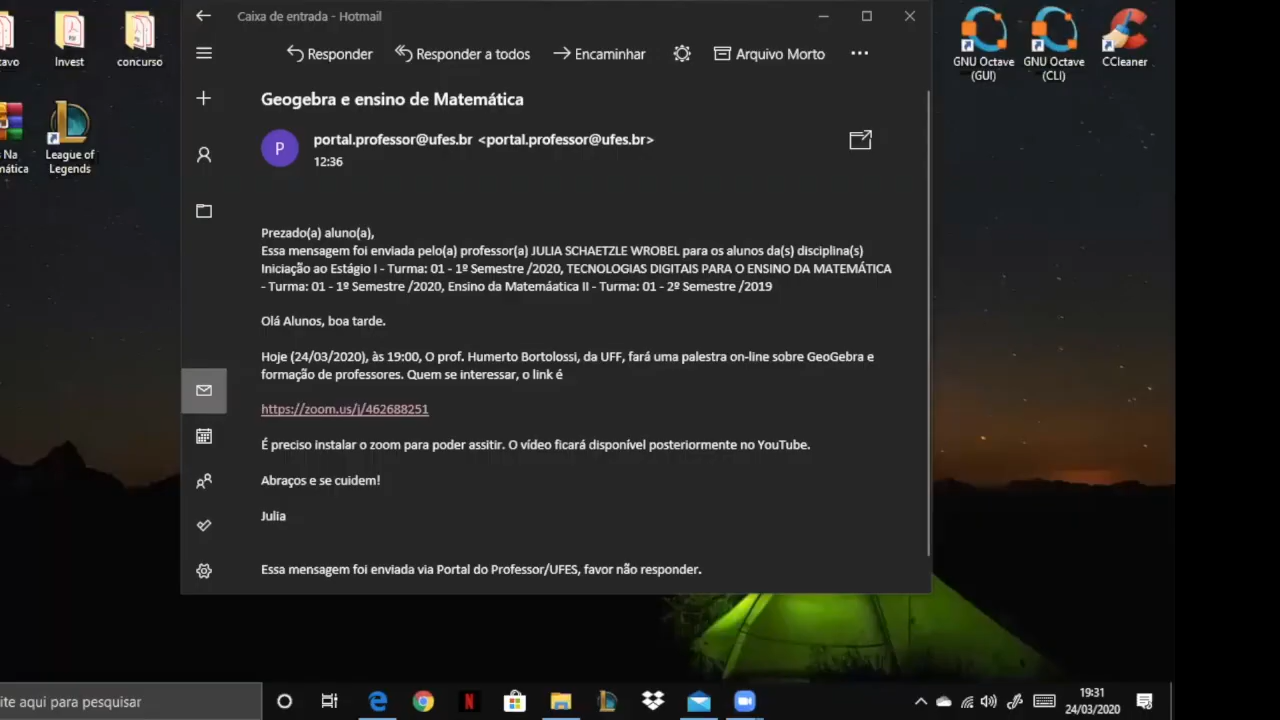 Caixa de entrada - Hotmail
Responder
Responder a todos
Encaminhar
Arquivo Morto
Geogebra e ensino de Matemática
P
portal.professor@ufes.br <portal.professor@ufes.br>
12:36
Prezado(a) aluno(a),
Essa mensagem foi enviada pelo(a) professor(a) JULIA SCHAETZLE WROBEL para os alunos da(s) disciplina(s)
Iniciação ao Estágio I - Turma: 01 - 1º Semestre /2020, TECNOLOGIAS DIGITAIS PARA O ENSINO DA MATEMÁTICA
- Turma: 01 - 1º Semestre /2020, Ensino da Matemáatica II - Turma: 01 - 2º Semestre /2019
Olá Alunos, boa tarde.
Hoje (24/03/2020), às 19:00, O prof. Humerto Bortolossi, da UFF, fará uma palestra on-line sobre GeoGebra e
formação de professores. Quem se interessar, o link é
https://zoom.us/j/462688251
É preciso instalar o zoom para poder assitir. O vídeo ficará disponível posteriormente no YouTube.
Abraços e se cuidem!
Julia
Essa mensagem foi enviada via Portal do Professor/UFES, favor não responder.
Invest
concurso
League of
Legends
GNU Octave
(GUI)
GNU Octave
(CLI)
CCleaner
aqui para pesquisar
19:31
24/03/2020